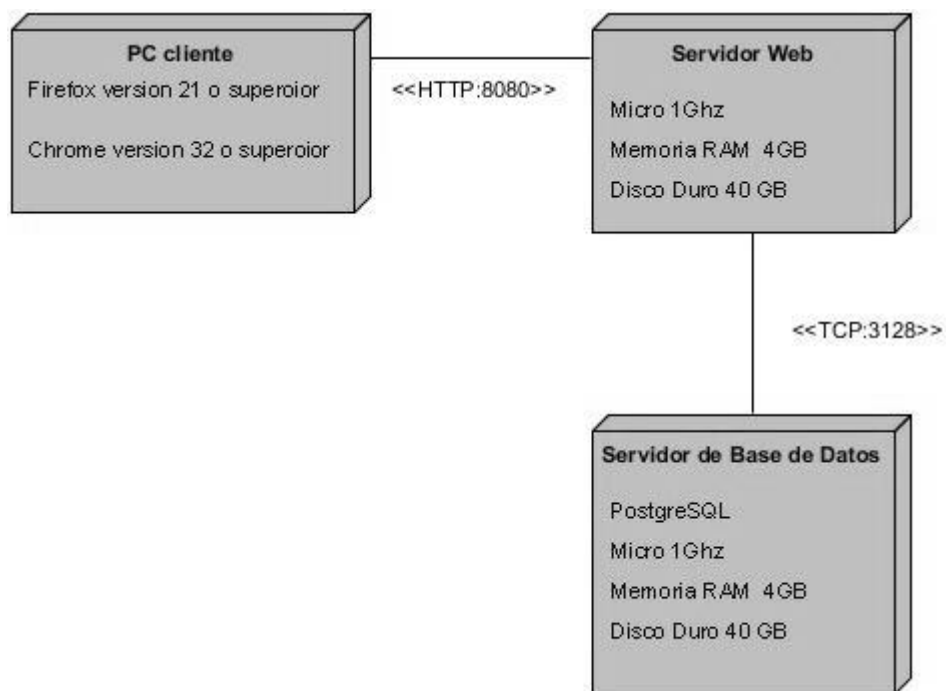 PC cliente
Firefox version 21 o superoior
Chrome version 32 o superoior
<<HTTP:8080>>
Servidor Web
Micro 1Ghz
Memoria RAM 4GB
Disco Duro 40 GB
<<TCP:3128>>
Servidor de Base de Datos
PostgreSQL
Micro 1Ghz
Memoria RAM 4GB
Disco Duro 40 GB